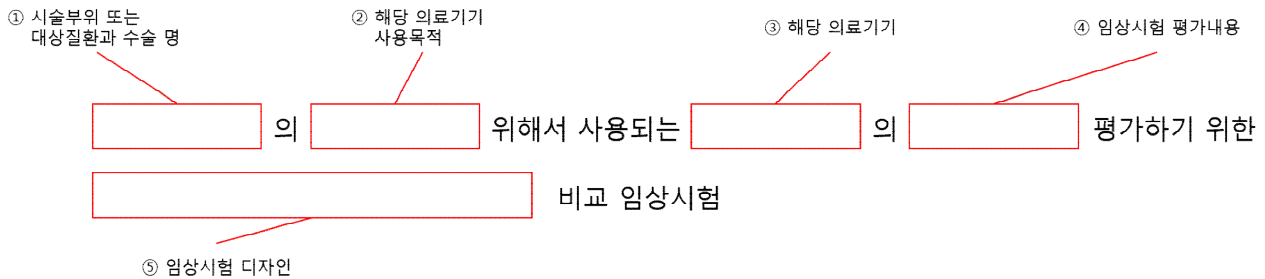 ① 시술부위 또는
대상질환과 수술 명
② 해당 의료기기
사용목적
③ 해당 의료기기
④ 임상시험 평가내용
의 위해서 사용되는 의 평가하기 위한
비교 임상시험
⑤ 임상시험 디자인